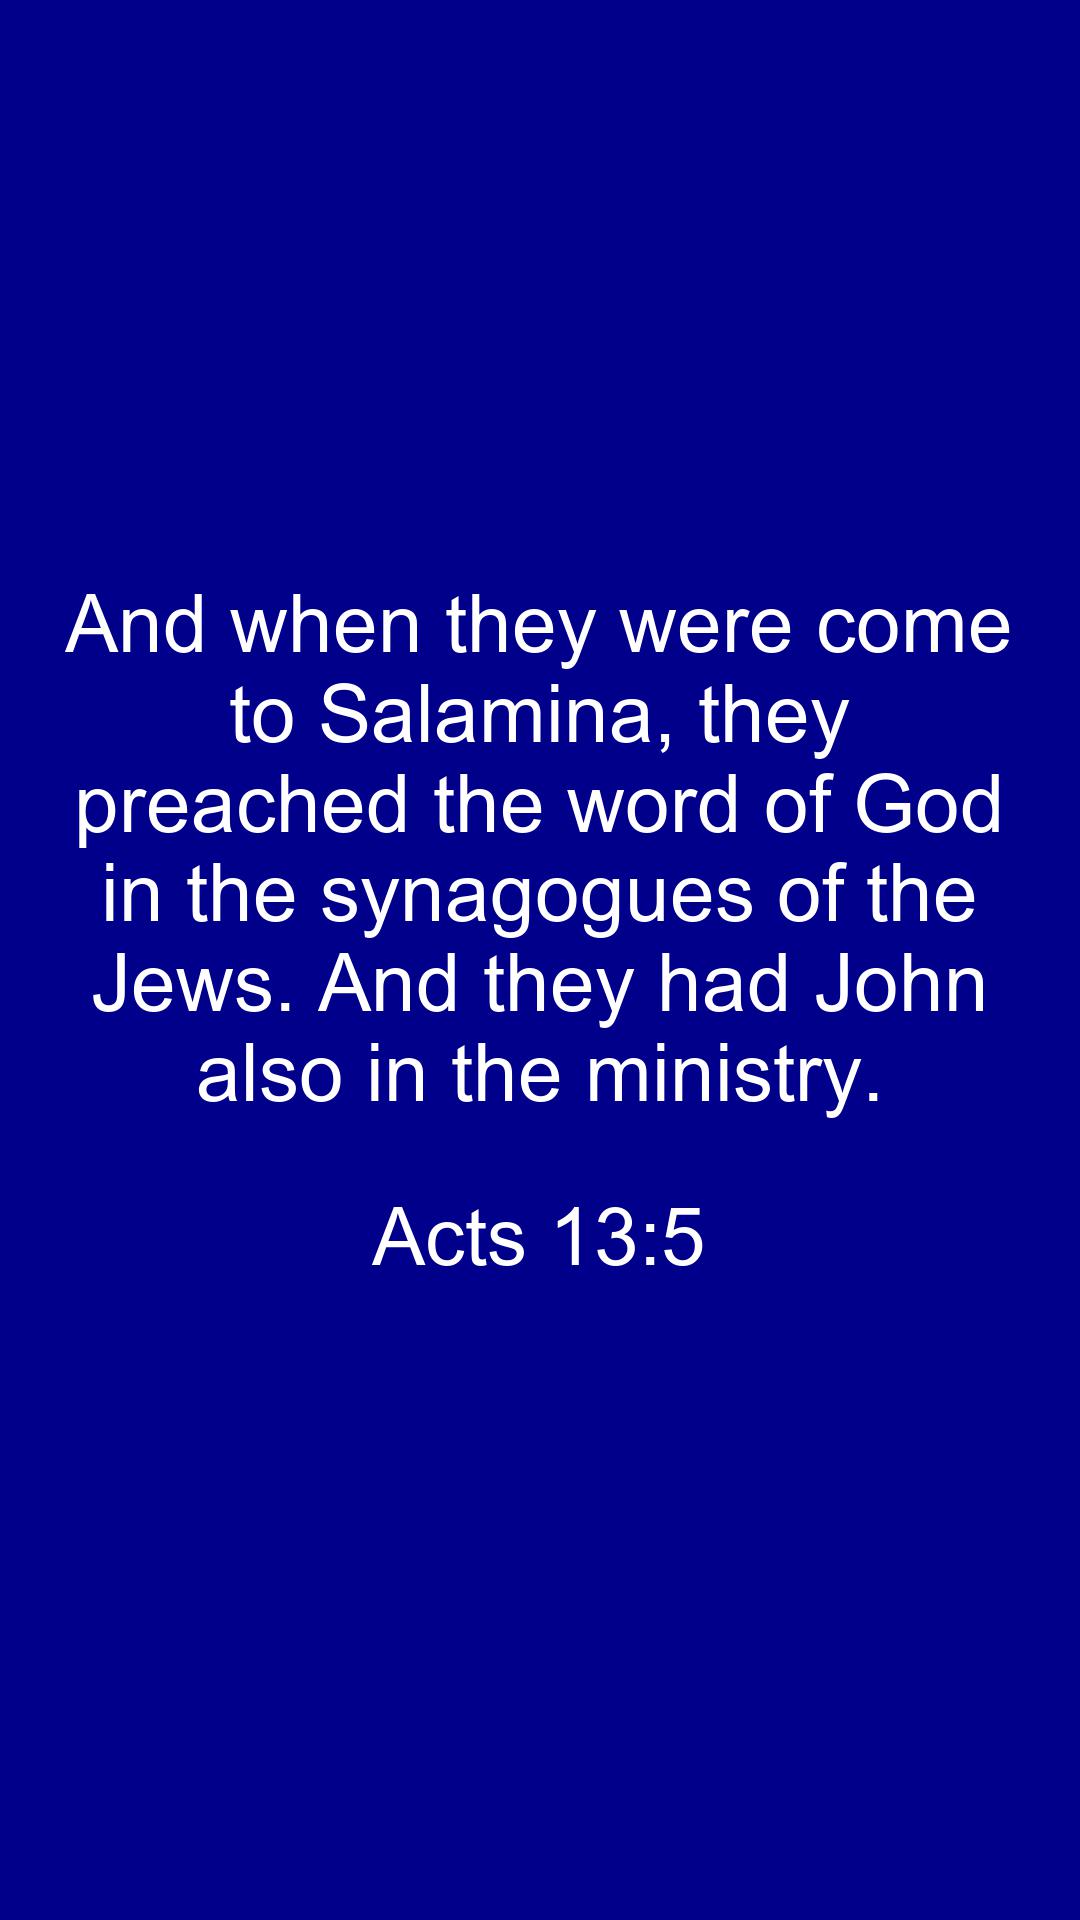 And when they were come
to Salamina, they
preached the word of God
in the synagogues of the
Jews. And they had John
also in the ministry.
Acts 13:5